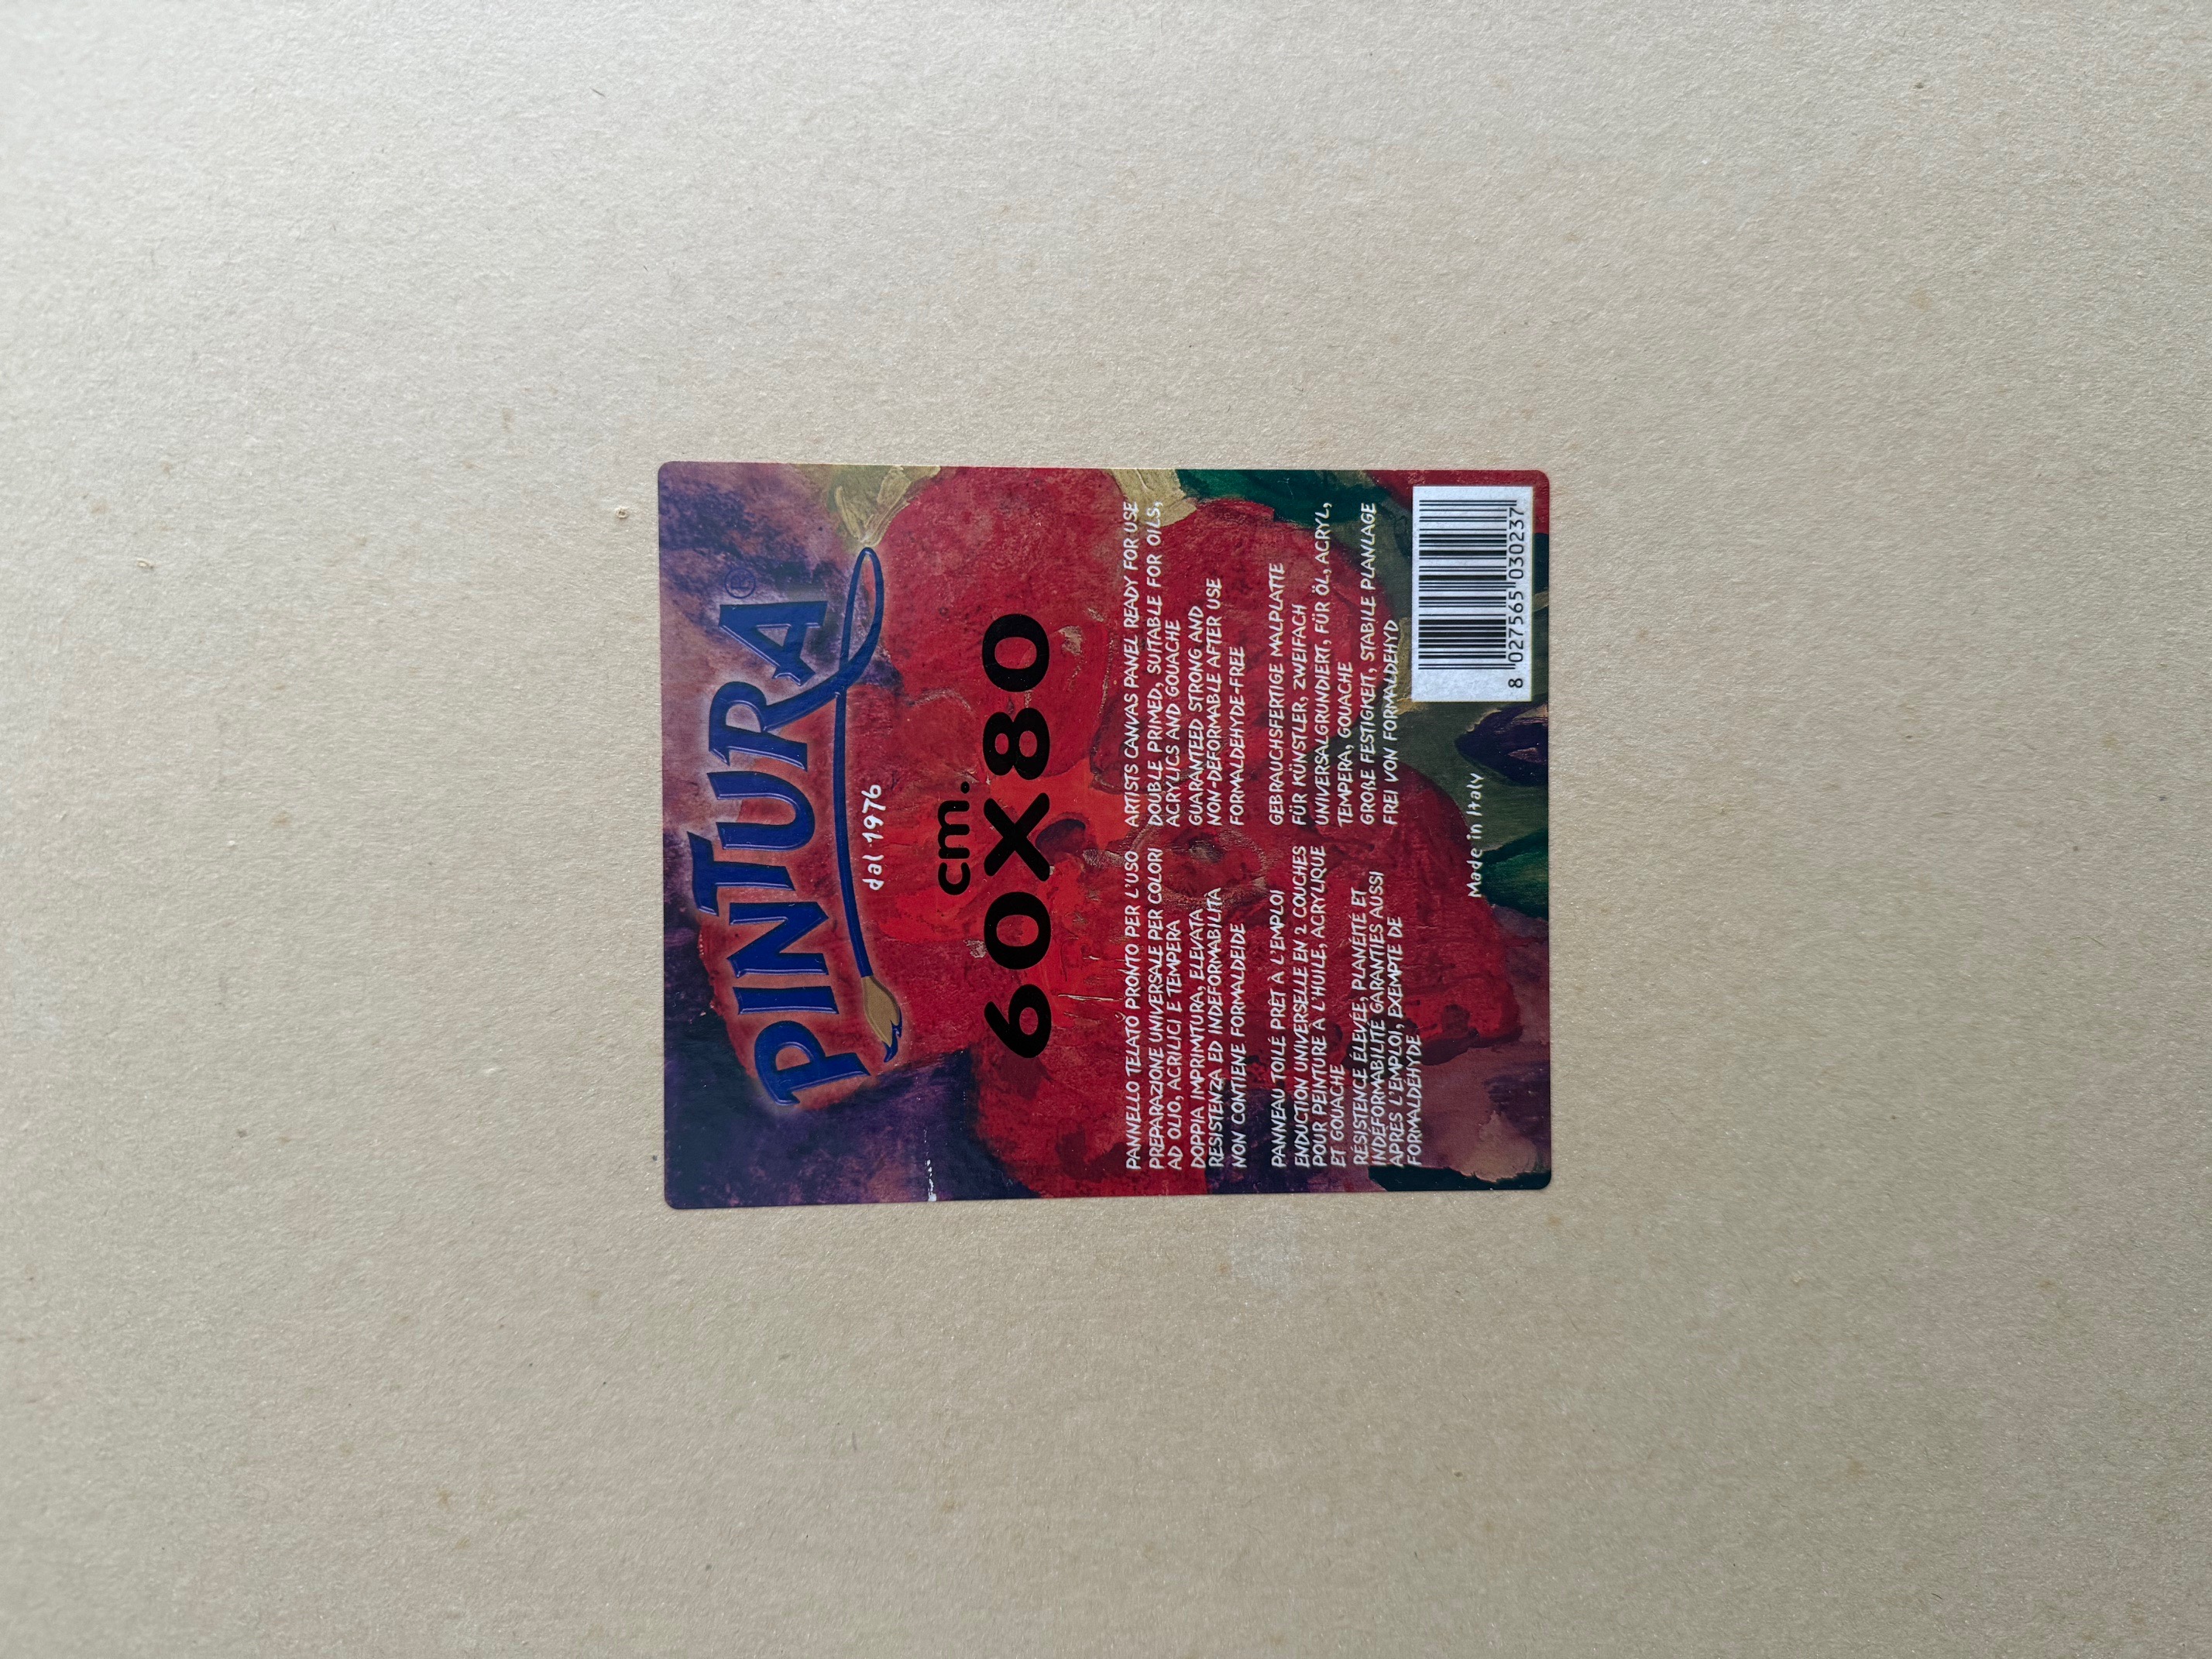 PINTURA®
dal 1976
cm.
60X80
PANNELLO TELATO PRONTO PER L'USO
PREPARAZIONE UNIVERSALE PER COLORI
AD OLIO, ACRILICI E TEMPERA
DOPPIA IMPRIMITURA, ELEVATA
RESISTENZA ED INDEFORMABILITÀ
NON CONTIENE FORMALDEIDE
PANNEAU TOILÉ PRÊT À L'EMPLOI
ENDUCTION UNIVERSELLE EN 2 COUCHES
POUR PEINTURE À L'HUILE, ACRYLIQUE
ET GOUACHE
RÉSISTENCE ÉLEVÉE, PLANÉITÉ ET
INDÉFORMABILITÉ GARANTIES AUSSI
APRES L'EMPLOI, EXEMPTE DE
FORMALDÉHYDE
ARTISTS CANVAS PANEL READY FOR USE
DOUBLE PRIMED, SUITABLE FOR OILS,
ACRYLICS AND GOUACHE
GUARANTEED STRONG AND
NON-DEFORMABLE AFTER USE
FORMALDEHYDE-FREE
GEBRAUCHSFERTIGE MALPLATTE
FÜR KÜNSTLER, ZWEIFACH
UNIVERSALGRUNDIERT, FÜR ÖL, ACRYL,
TEMPERA, GOUACHE
GROßE FESTIGKEIT, STABILE PLANLAGE
FREI VON FORMALDEHYD
Made in Italy
8 027565 030237